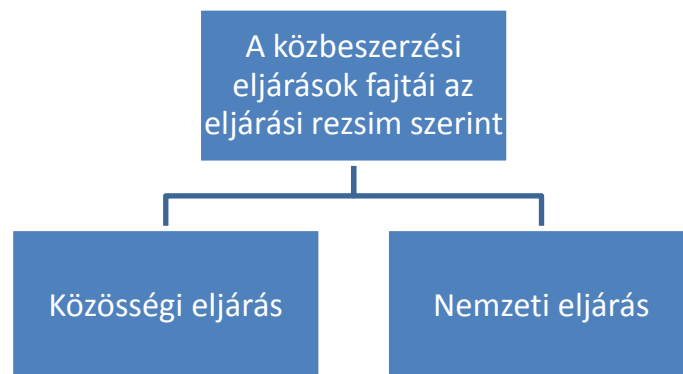 A közbeszerzési
eljárások fajtái az
eljárási rezsim szerint
Közösségi eljárás
Nemzeti eljárás